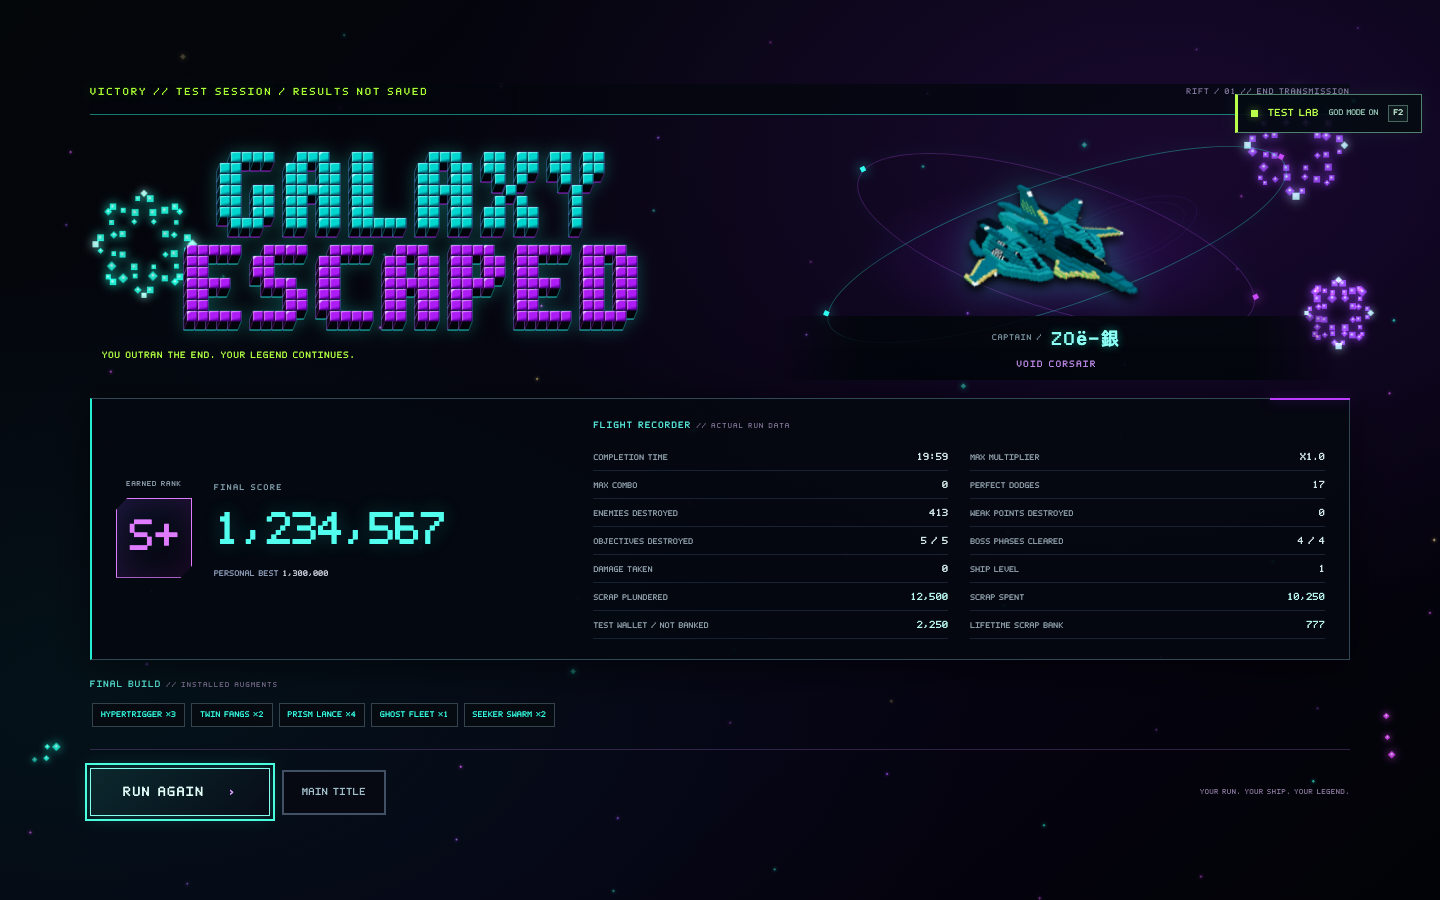 VICTORY // TEST SESSION / RESULTS NOT SAVED
RIFT / 01 // END TRANSMISSION
TEST LAB GOD MODE ON F2
GALAXY
ESCAPED
YOU OUTRAN THE END. YOUR LEGEND CONTINUES.
CAPTAIN / ZOë-銀
VOID CORSAIR
EARNED RANK
S+
FINAL SCORE
1,234,567
PERSONAL BEST 1,300,000
FLIGHT RECORDER // ACTUAL RUN DATA
COMPLETION TIME 19:59
MAX MULTIPLIER X1.0
MAX COMBO 0
PERFECT DODGES 17
ENEMIES DESTROYED 413
WEAK POINTS DESTROYED 0
OBJECTIVES DESTROYED 5 / 5
BOSS PHASES CLEARED 4 / 4
DAMAGE TAKEN 0
SHIP LEVEL 1
SCRAP PLUNDERED 12,500
SCRAP SPENT 10,250
TEST WALLET / NOT BANKED 2,250
LIFETIME SCRAP BANK 777
FINAL BUILD // INSTALLED AUGMENTS
HYPERTRIGGER ×3 TWIN FANGS ×2 PRISM LANCE ×4 GHOST FLEET ×1 SEEKER SWARM ×2
RUN AGAIN ›
MAIN TITLE
YOUR RUN. YOUR SHIP. YOUR LEGEND.